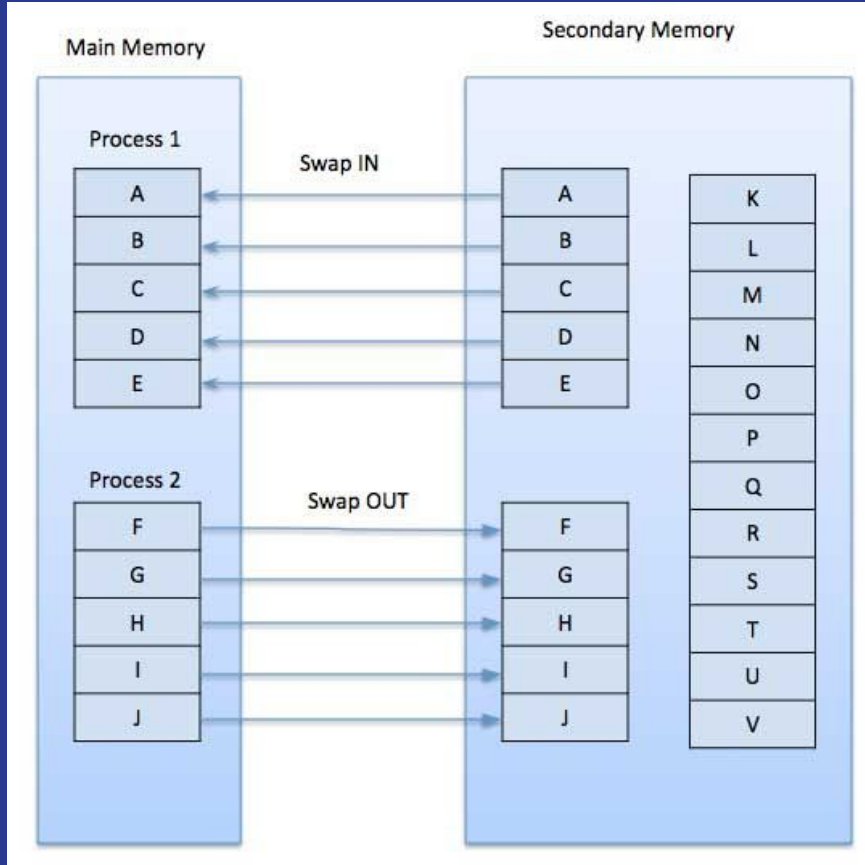 Main Memory
Secondary Memory
Process 1
Swap IN
A
B
C
D
E
Process 2
Swap OUT
F
G
H
I
J
A
B
C
D
E
F
G
H
I
J
K
L
M
N
O
P
Q
R
S
T
U
V